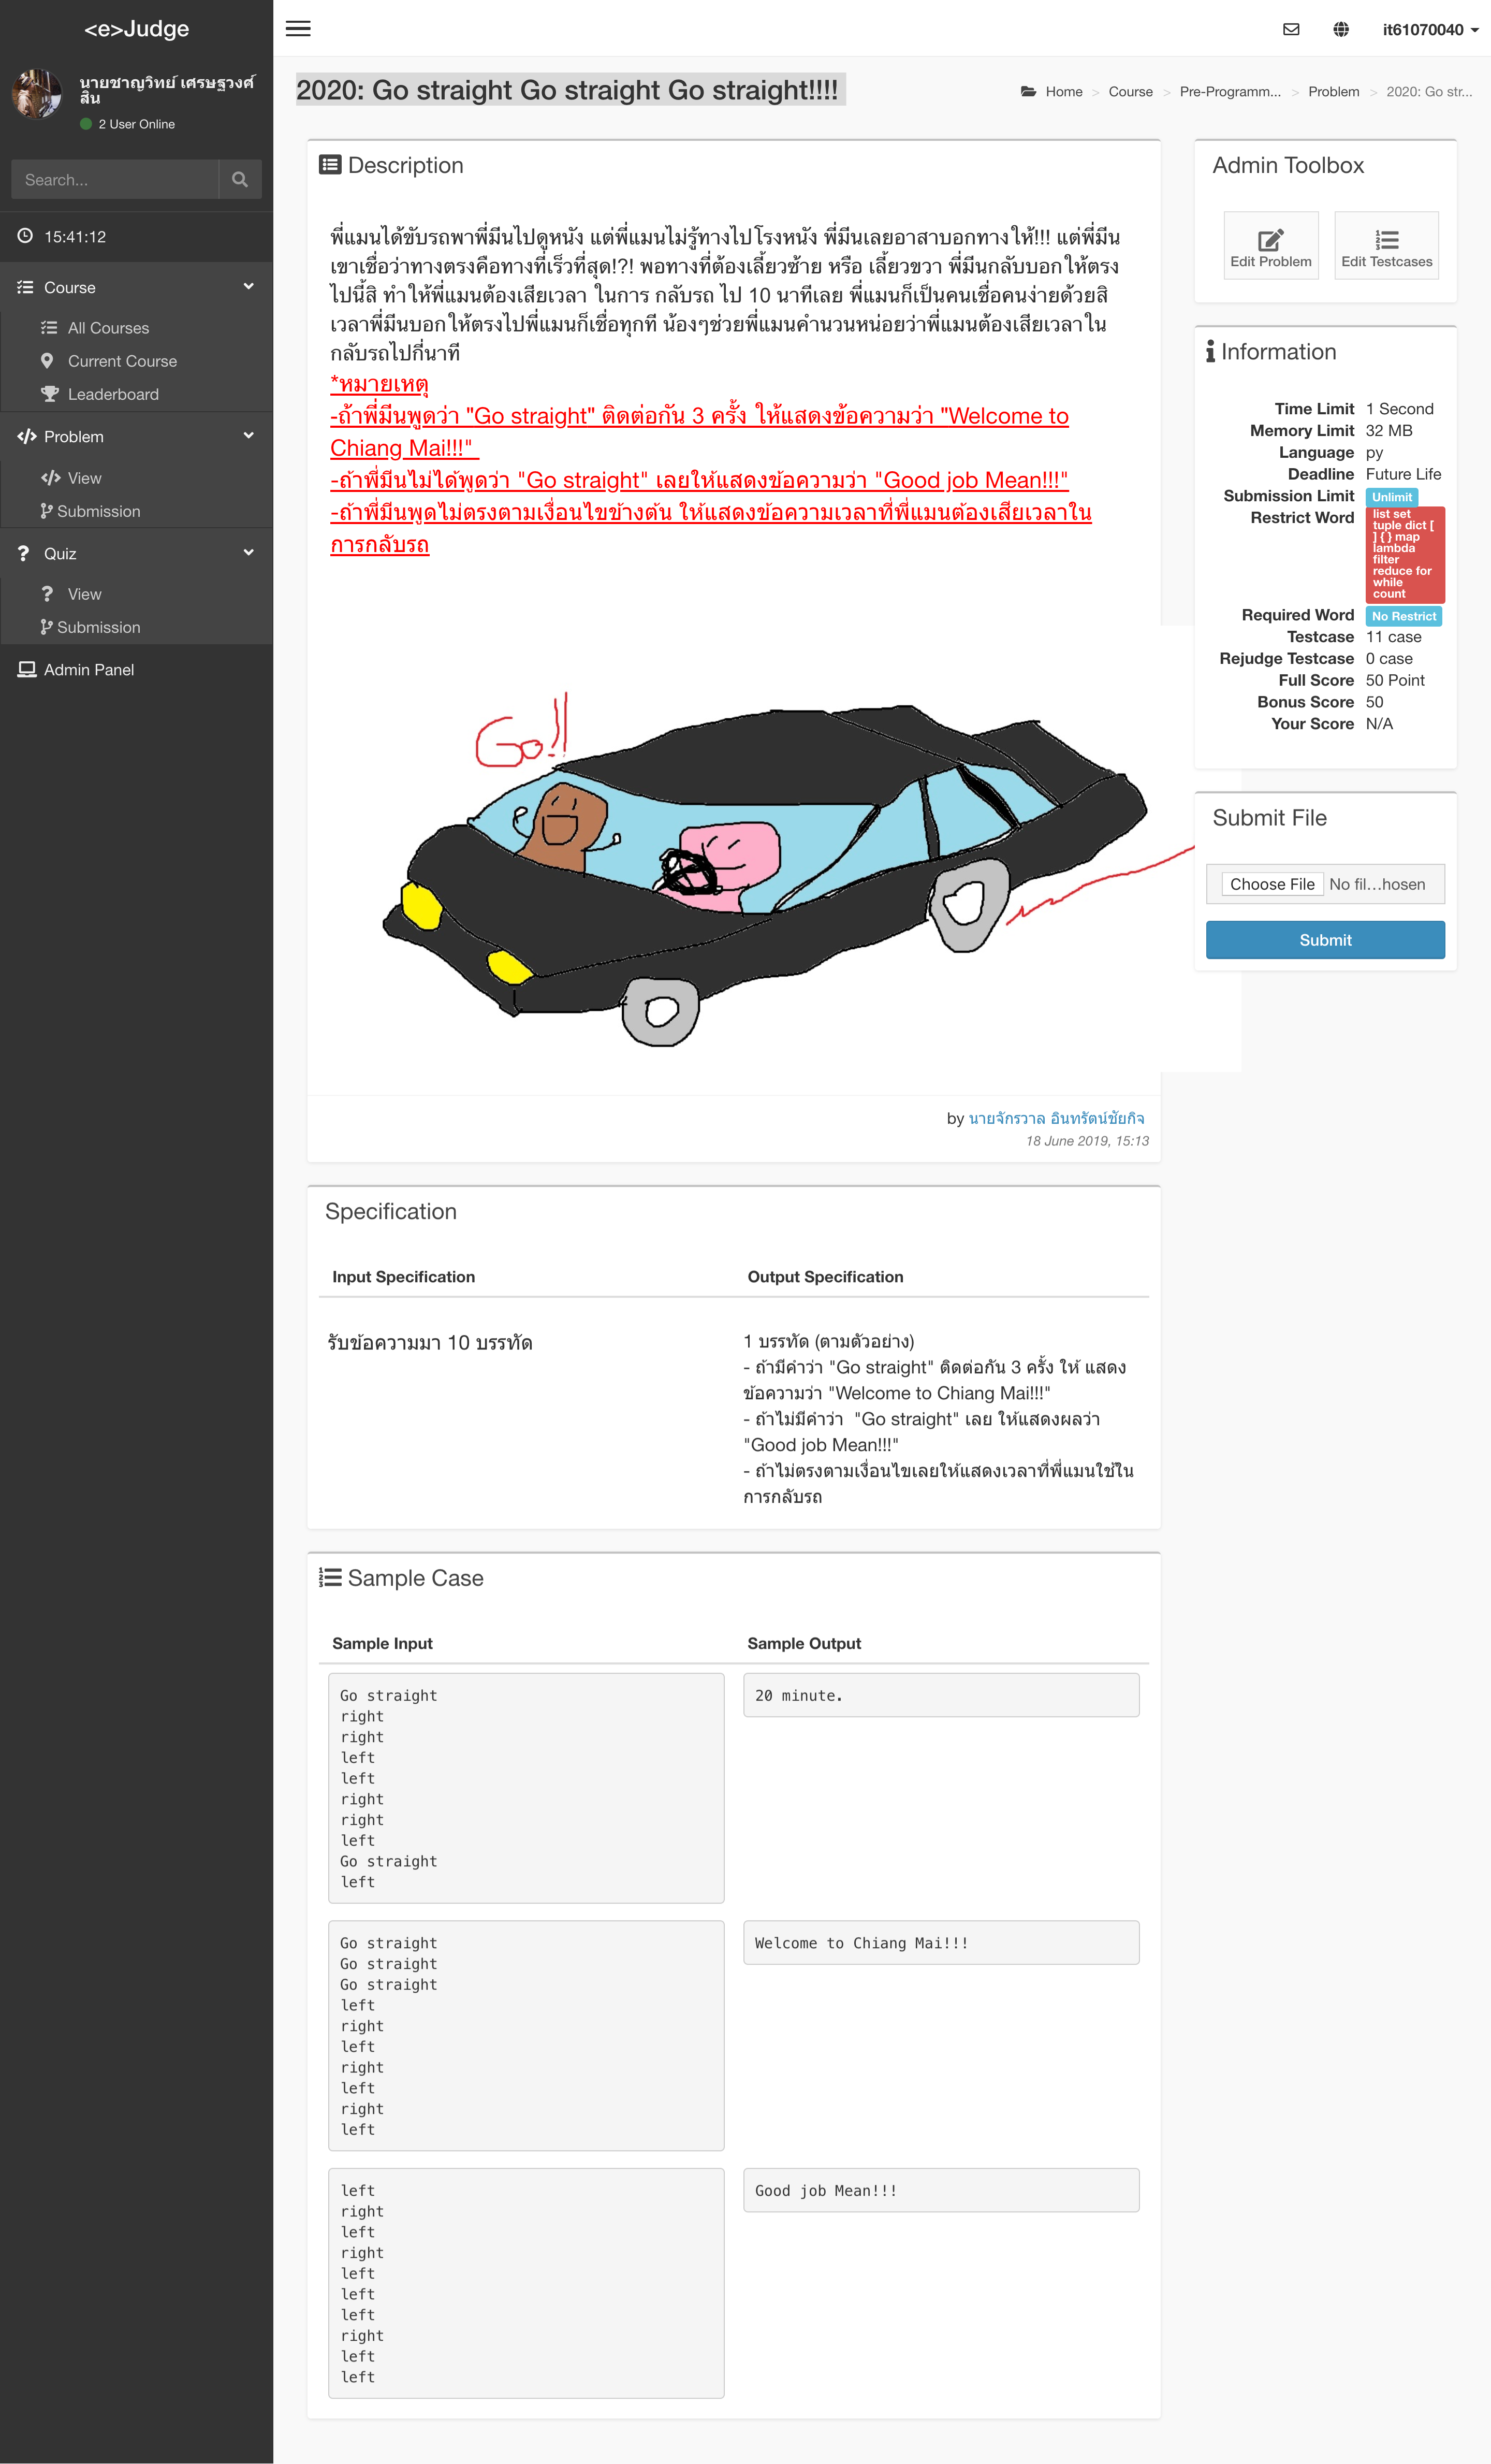 <e>Judge
it61070040
นายชาญวิทย์ เศรษฐวงศ์
สิน
2 User Online
Search...
15:41:12
Course
All Courses
Current Course
Leaderboard
Problem
View
Submission
Quiz
View
Submission
Admin Panel
2020: Go straight Go straight Go straight!!!!
Home > Course > Pre-Programm... > Problem > 2020: Go str...
Description
พี่แมนได้ขับรถพาพี่มีนไปดูหนัง แต่พี่แมนไม่รู้ทางไปโรงหนัง พี่มีนเลยอาสาบอกทางให้!!! แต่พี่มีน
เขาเชื่อว่าทางตรงคือทางที่เร็วที่สุด!?! พอทางที่ต้องเลี้ยวซ้าย หรือ เลี้ยวขวา พี่มีนกลับบอกให้ตรง
ไปนี้สิ ทำให้พี่แมนต้องเสียเวลา ในการ กลับรถ ไป 10 นาทีเลย พี่แมนก็เป็นคนเชื่อคนง่ายด้วยสิ
เวลาพี่มีนบอกให้ตรงไปพี่แมนก็เชื่อทุกที น้องๆช่วยพี่แมนคำนวนหน่อยว่าพี่แมนต้องเสียเวลาใน
กลับรถไปกี่นาที
*หมายเหตุ
-ถ้าพี่มีนพูดว่า "Go straight" ติดต่อกัน 3 ครั้ง ให้แสดงข้อความว่า "Welcome to
Chiang Mai!!!"
-ถ้าพี่มีนไม่ได้พูดว่า "Go straight" เลยให้แสดงข้อความว่า "Good job Mean!!!"
-ถ้าพี่มีนพูดไม่ตรงตามเงื่อนไขข้างต้น ให้แสดงข้อความเวลาที่พี่แมนต้องเสียเวลาใน
การกลับรถ
Go!!
by นายจักรวาล อินทรัตน์ชัยกิจ
18 June 2019, 15:13
Admin Toolbox
Edit Problem
Edit Testcases
Information
Time Limit 1 Second
Memory Limit 32 MB
Language py
Deadline Future Life
Submission Limit Unlimit
Restrict Word list set
tuple dict [
] { } map
lambda
filter
reduce for
while
count
Required Word No Restrict
Testcase 11 case
Rejudge Testcase 0 case
Full Score 50 Point
Bonus Score 50
Your Score N/A
Submit File
Choose File No fil...hosen
Submit
Specification
Input Specification
Output Specification
รับข้อความมา 10 บรรทัด
1 บรรทัด (ตามตัวอย่าง)
- ถ้ามีคำว่า "Go straight" ติดต่อกัน 3 ครั้ง ให้ แสดง
ข้อความว่า "Welcome to Chiang Mai!!!"
- ถ้าไม่มีคำว่า "Go straight" เลย ให้แสดงผลว่า
"Good job Mean!!!"
- ถ้าไม่ตรงตามเงื่อนไขเลยให้แสดงเวลาที่พี่แมนใช้ใน
การกลับรถ
Sample Case
Sample Input
Sample Output
Go straight
right
right
left
left
right
right
left
Go straight
left
20 minute.
Go straight
Go straight
Go straight
left
right
left
right
left
right
left
Welcome to Chiang Mai!!!
left
right
left
right
left
left
left
right
left
left
Good job Mean!!!